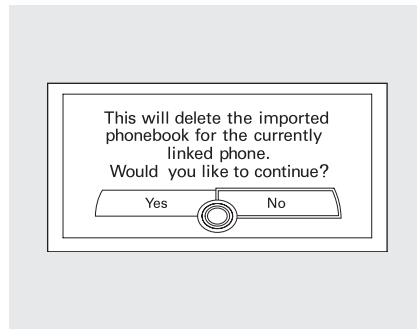 This will delete the imported
phonebook for the currently
linked phone.
Would you like to continue?
Yes No